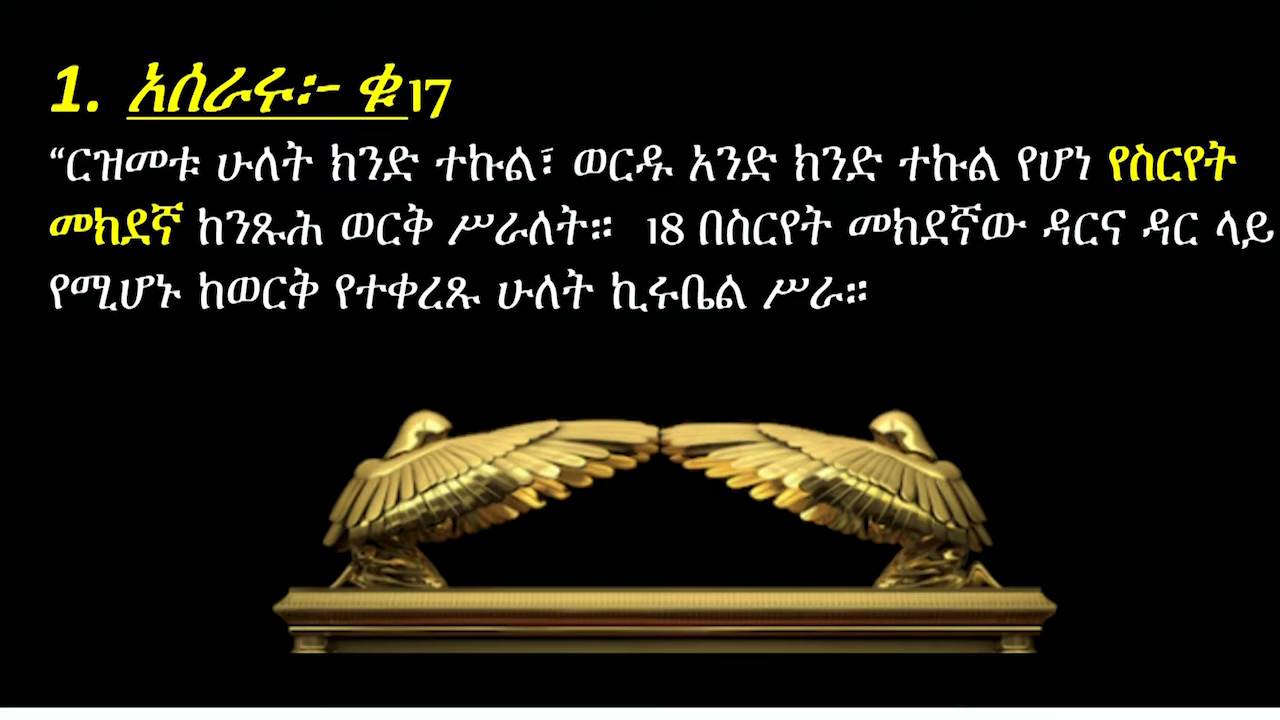 1. አሰራሩ፡- ቁ17
“ርዝመቱ ሁለት ክንድ ተኩል፣ ወርዱ አንድ ክንድ ተኩል የሆነ የስርየት
መክደኛ ከንጹሕ ወርቅ ሥራለት። 18 በስርየት መክደኛው ዳርና ዳር ላይ
የሚሆኑ ከወርቅ የተቀረጹ ሁለት ኪሩቤል ሥራ።